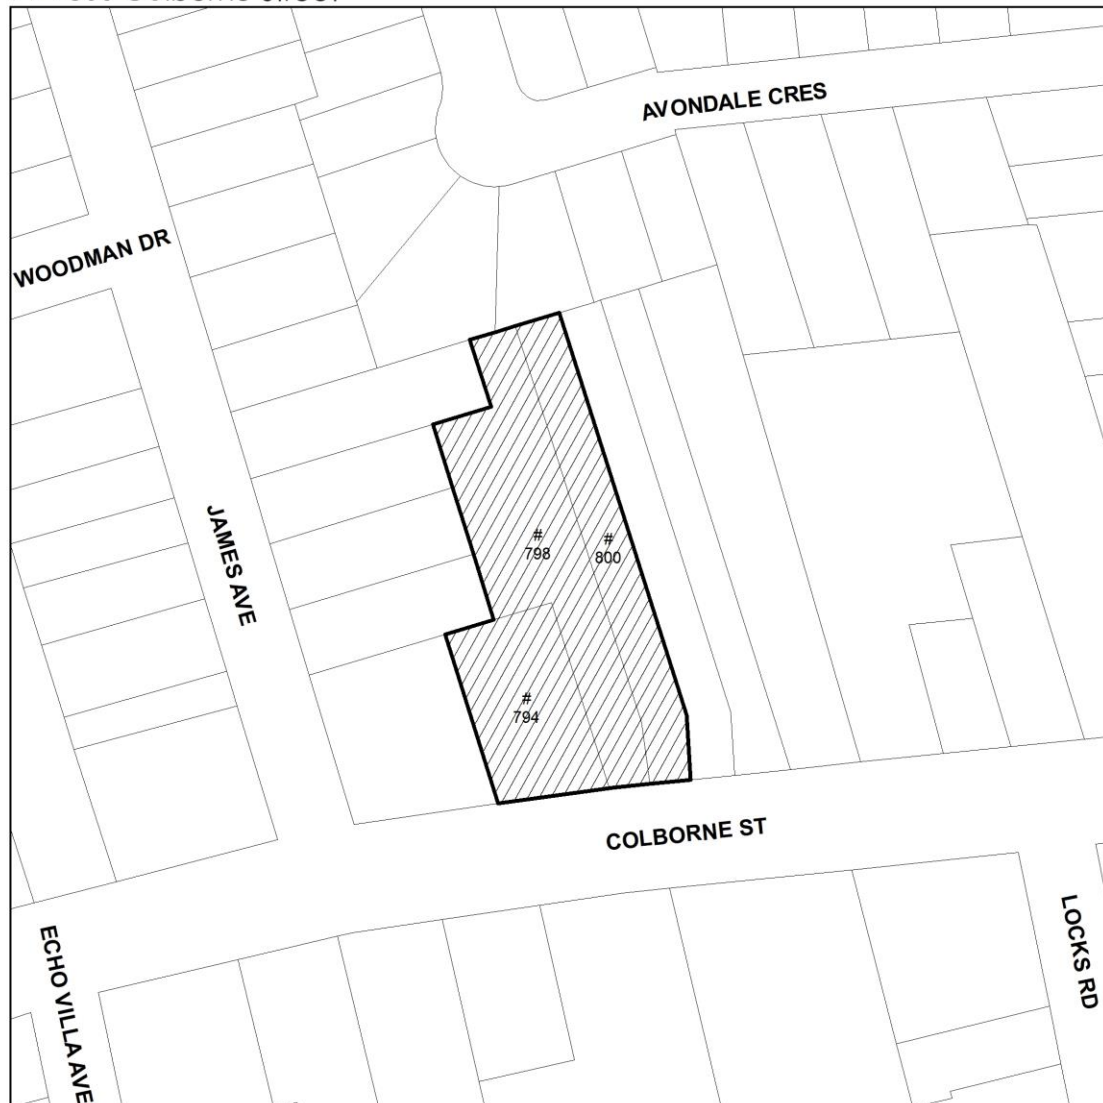 AVONDALE CRES
WOODMAN DR
JAMES AVE
#
798
#
800
#
794
COLBORNE ST
ECHO VILLA AVE
LOCKS RD